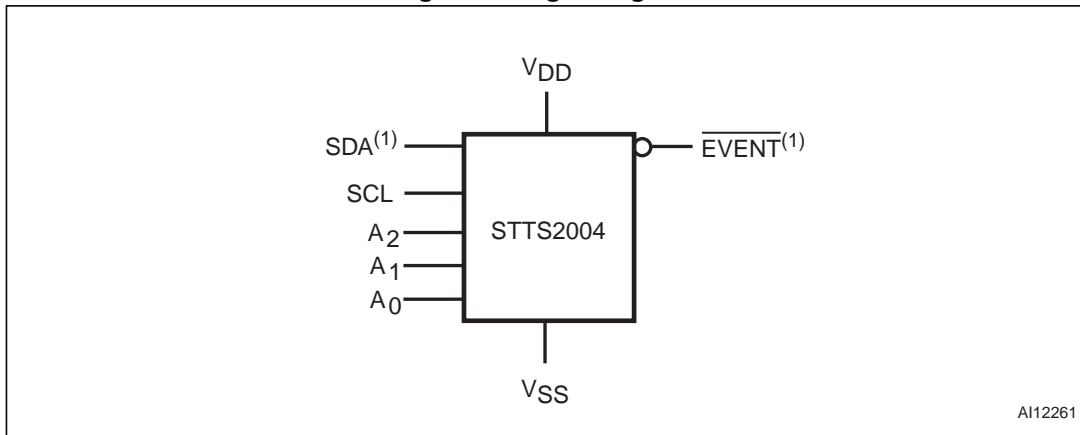 VDD
SDA(1)
EVENT(1)
SCL
A2
STTS2004
A1
A0
VSS
AI12261